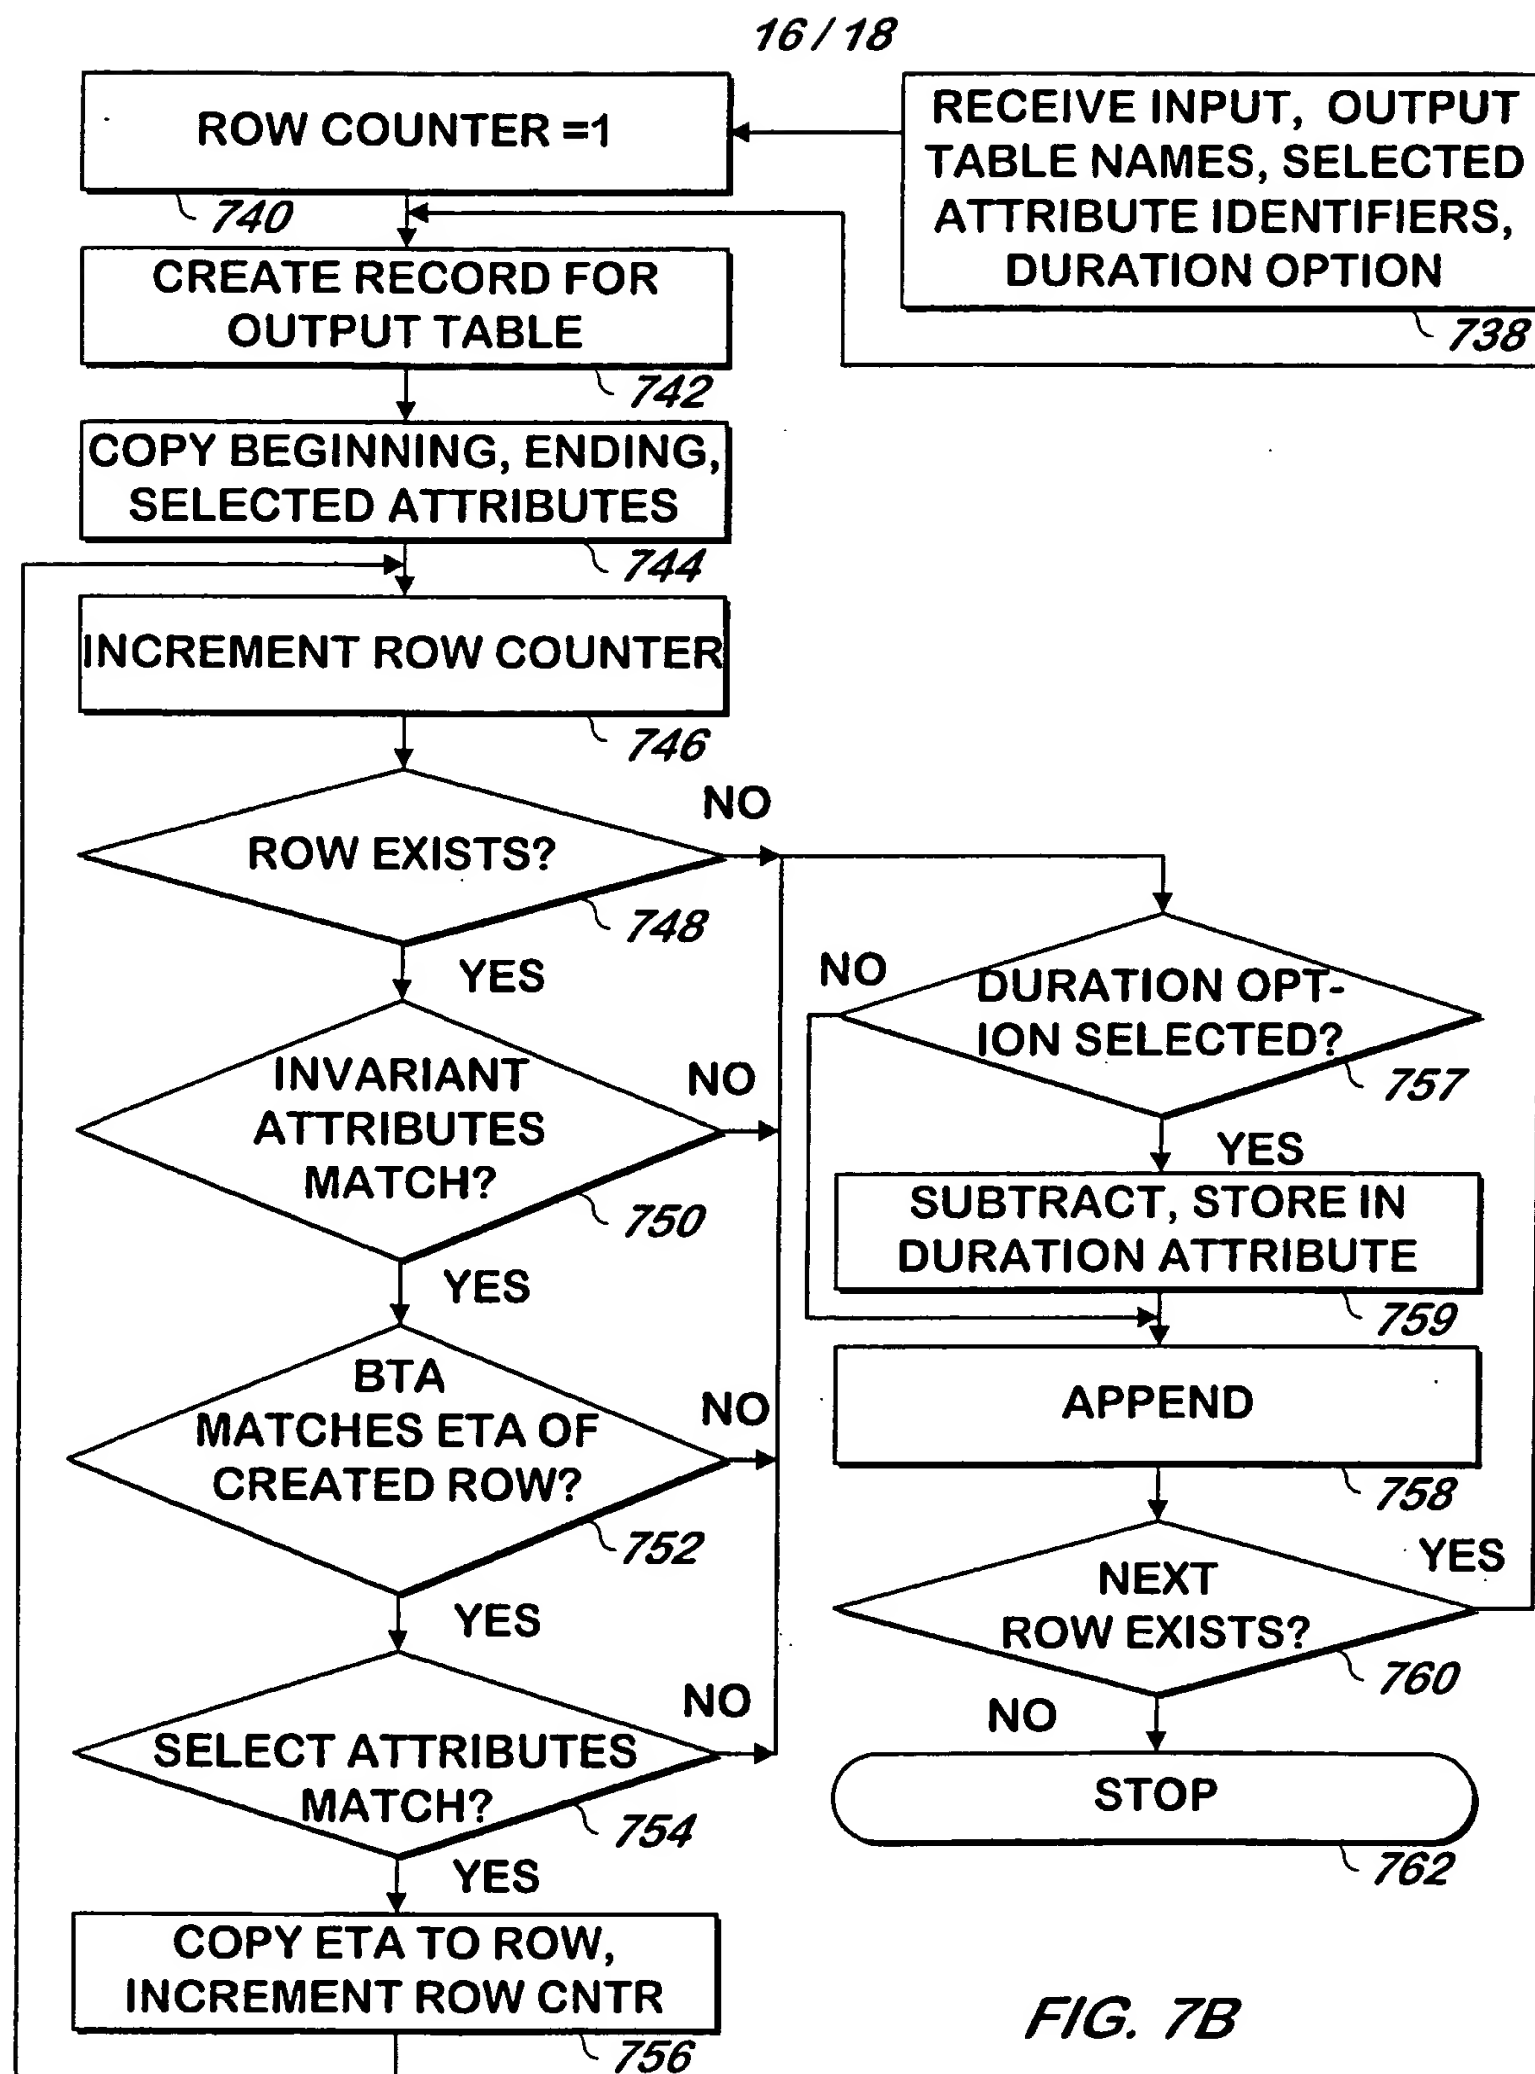 16/18
ROW COUNTER =1
740
RECEIVE INPUT, OUTPUT
TABLE NAMES, SELECTED
ATTRIBUTE IDENTIFIERS,
DURATION OPTION
738
CREATE RECORD FOR
OUTPUT TABLE
742
COPY BEGINNING, ENDING,
SELECTED ATTRIBUTES
744
INCREMENT ROW COUNTER
746
ROW EXISTS?
NO
748
YES
INVARIANT
ATTRIBUTES
MATCH?
NO
750
YES
BTA
MATCHES ETA OF
CREATED ROW?
NO
752
YES
SELECT ATTRIBUTES
MATCH?
NO
754
YES
COPY ETA TO ROW,
INCREMENT ROW CNTR
756
DURATION OPT-
ION SELECTED?
NO
757
YES
SUBTRACT, STORE IN
DURATION ATTRIBUTE
759
APPEND
758
NEXT
ROW EXISTS?
YES
760
NO
STOP
762
FIG. 7B